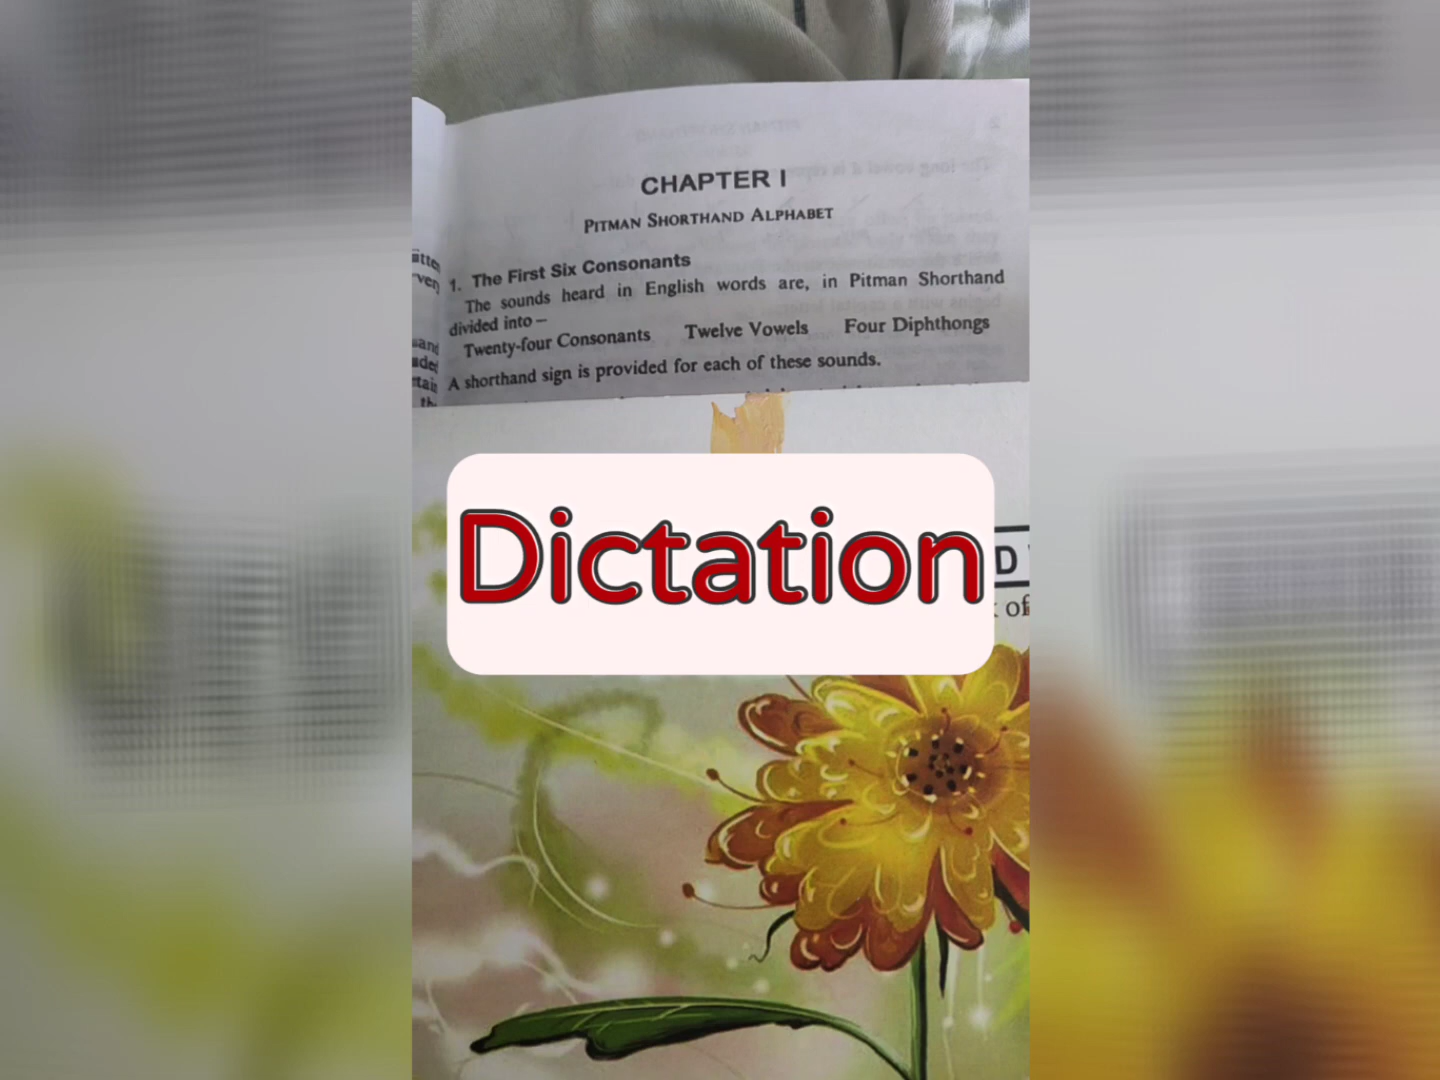 CHAPTER I
PITMAN SHORTHAND ALPHABET
1. The First Six Consonants
The sounds heard in English words are, in Pitman Shorthand
divided into –
Twenty-four Consonants Twelve Vowels Four Diphthongs
A shorthand sign is provided for each of these sounds.
Dictation
D
of